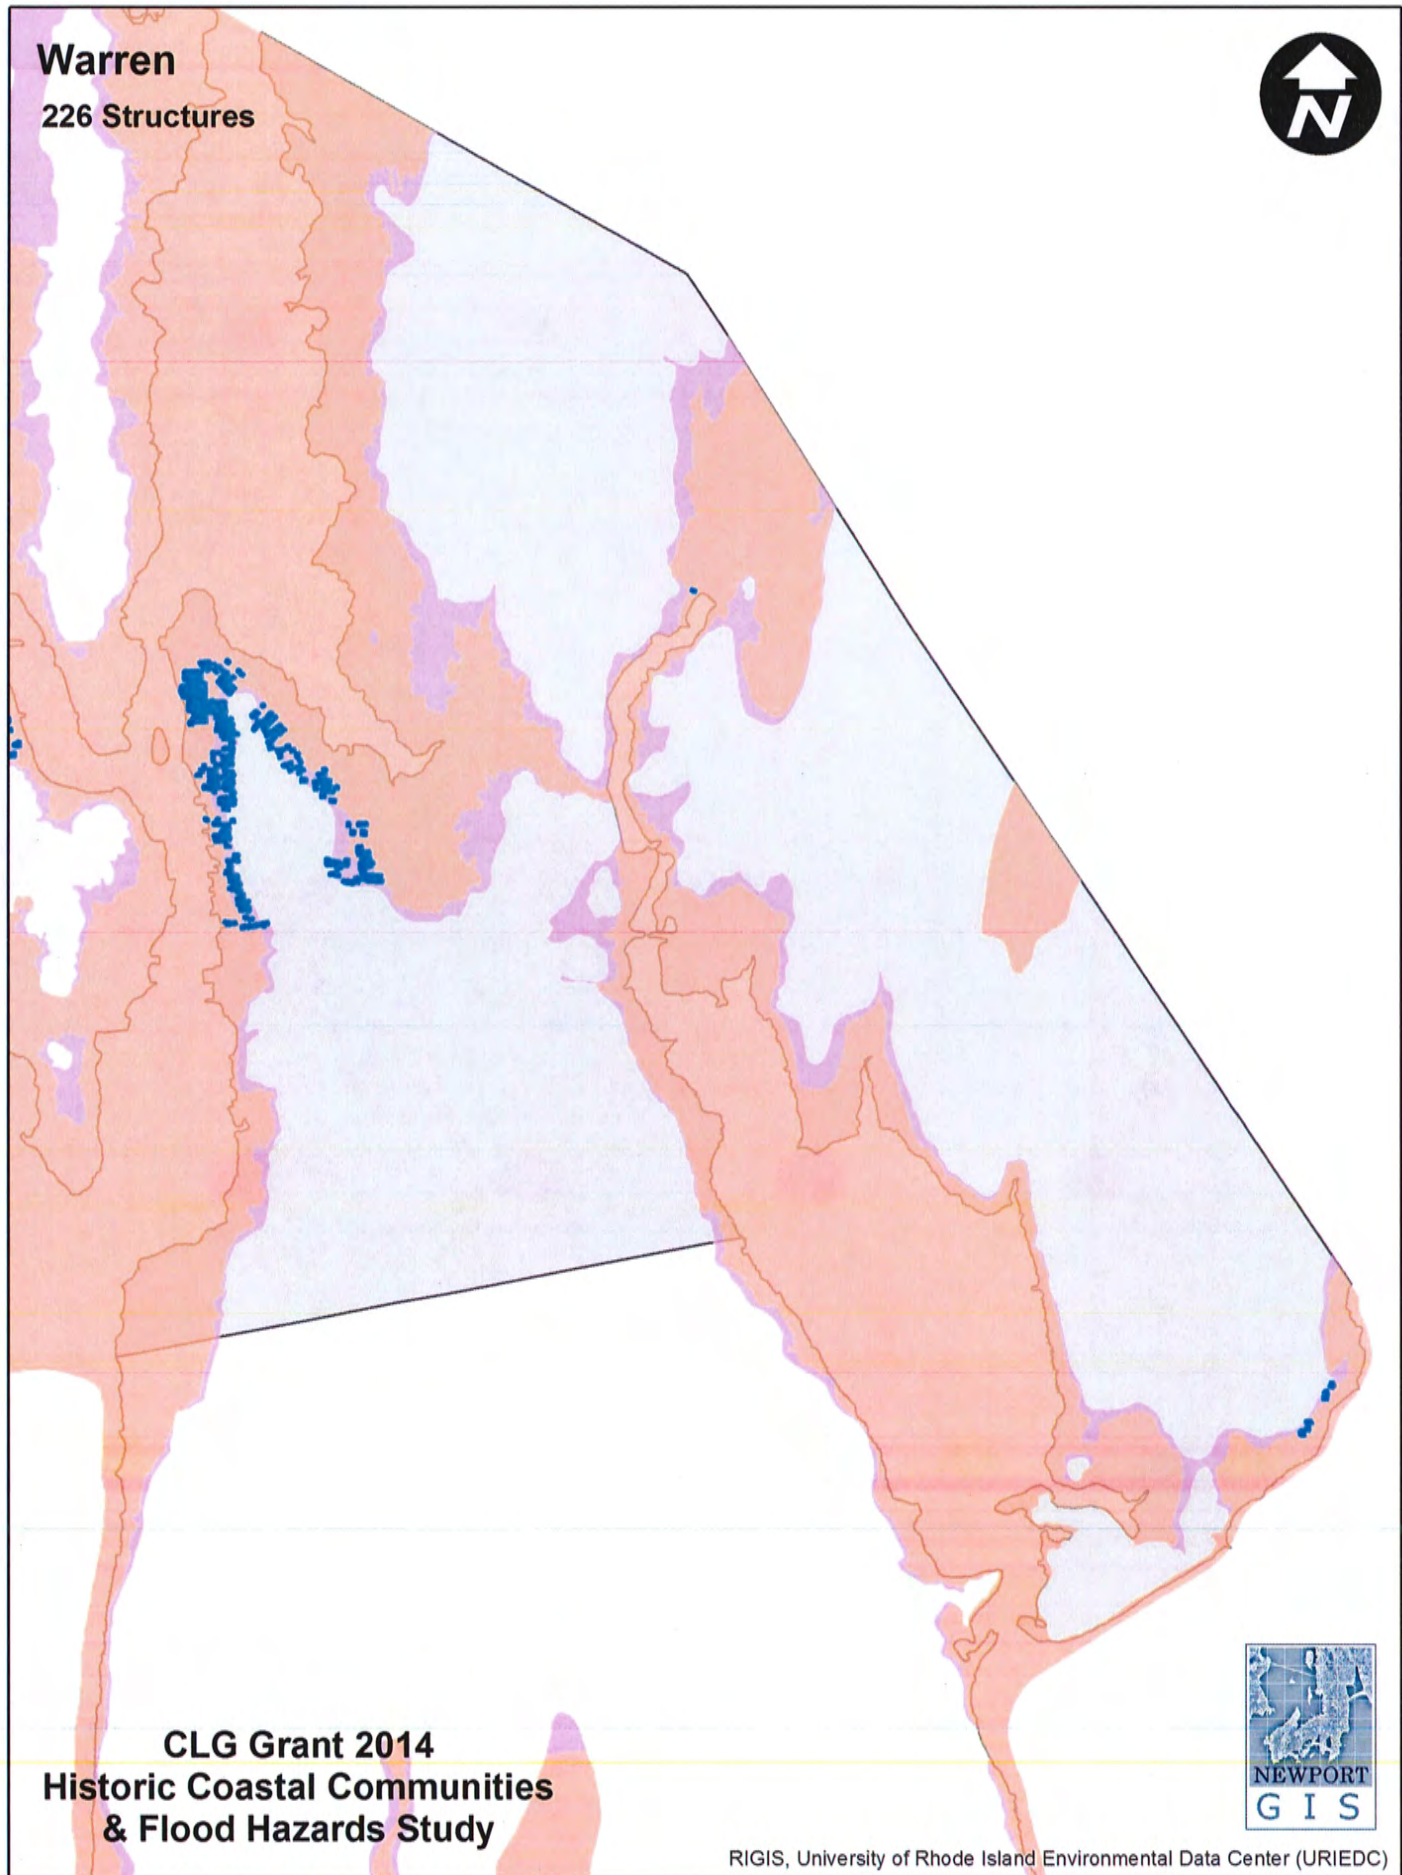 Warren
226 Structures
N
CLG Grant 2014
Historic Coastal Communities
& Flood Hazards Study
NEWPORT
G I S
RIGIS, University of Rhode Island Environmental Data Center (URIEDC)